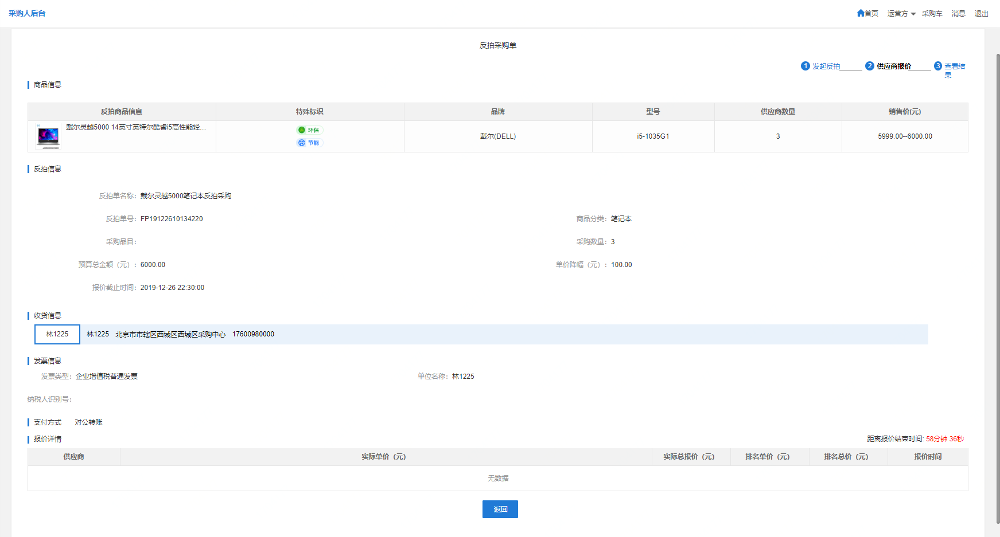 采购人后台
首页 运营方 采购车 消息 退出
反拍采购单
1 发起反拍 2 供应商报价 3 查看结果
商品信息
反拍商品信息 特殊标识 品牌 型号 供应商数量 销售价(元)
戴尔灵越5000 14英寸英特尔酷睿i5高性能轻... 环保 节能 戴尔(DELL) i5-1035G1 3 5999.00--6000.00
反拍信息
反拍单名称: 戴尔灵越5000笔记本反拍采购
反拍单号: FP19122610134220 商品分类: 笔记本
采购品目: 采购数量: 3
预算总金额（元）: 6000.00 单价降幅（元）: 100.00
报价截止时间: 2019-12-26 22:30:00
收货信息
林1225 林1225 北京市市辖区西城区西城区采购中心 17600980000
发票信息
发票类型: 企业增值税普通发票 单位名称: 林1225
纳税人识别号:
支付方式 对公转账
报价详情 距离报价结束时间: 58分钟 36秒
供应商 实际单价（元） 实际总报价（元） 排名单价（元） 排名总价（元） 报价时间
无数据
返回